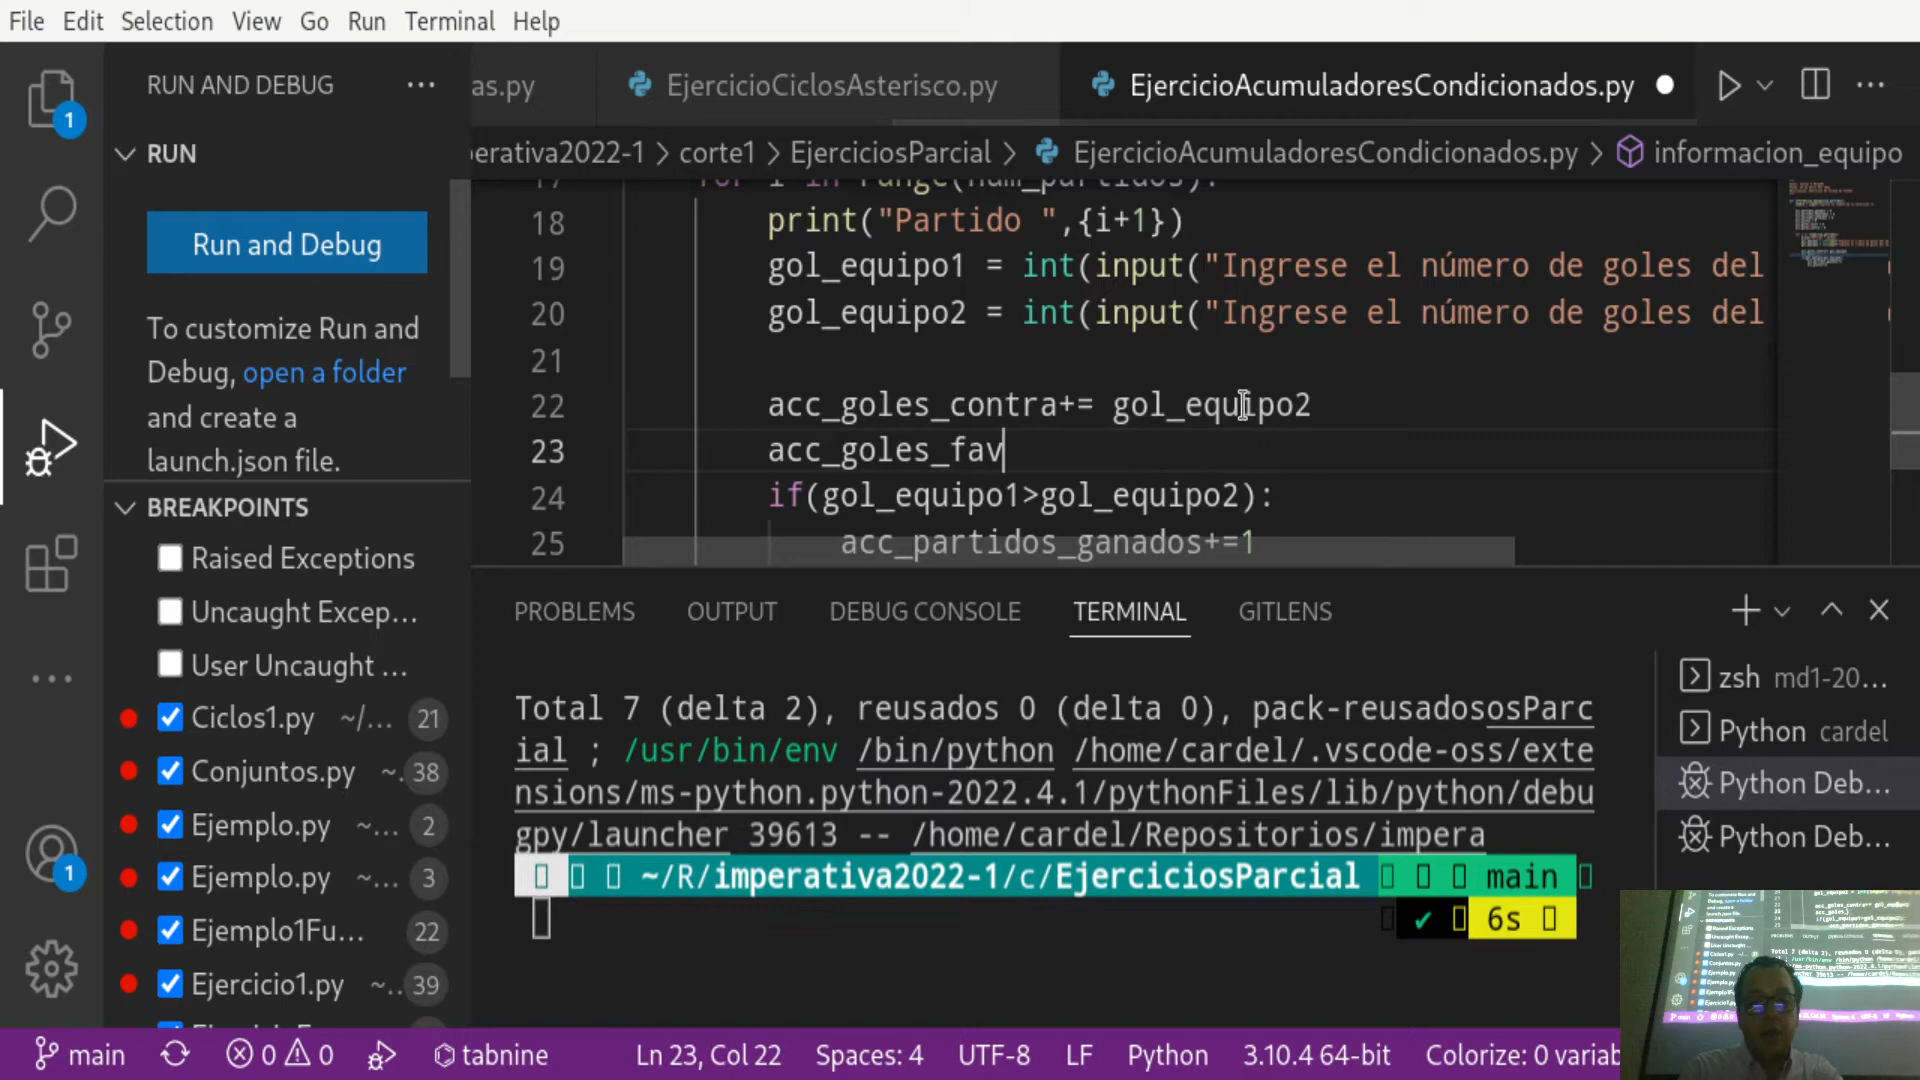 File Edit Selection View Go Run Terminal Help
RUN AND DEBUG ...
as.py EjercicioCiclosAsterisco.py EjercicioAcumuladoresCondicionados.py
RUN
erativa2022-1 > corte1 > EjerciciosParcial > EjercicioAcumuladoresCondicionados.py > informacion_equipo
Run and Debug
To customize Run and
Debug, open a folder
and create a
launch.json file.
for i in range(num_partidos):
18 print("Partido ",{i+1})
19 gol_equipo1 = int(input("Ingrese el número de goles del
20 gol_equipo2 = int(input("Ingrese el número de goles del
21
22 acc_goles_contra+= gol_equipo2
23 acc_goles_fav
24 if(gol_equipo1>gol_equipo2):
25 acc_partidos_ganados+=1
BREAKPOINTS
Raised Exceptions
Uncaught Excep...
User Uncaught ...
Ciclos1.py ~/... 21
Conjuntos.py ~. 38
Ejemplo.py ~... 2
Ejemplo.py ~... 3
Ejemplo1Fu... 22
Ejercicio1.py ~.. 39
PROBLEMS OUTPUT DEBUG CONSOLE TERMINAL GITLENS
Total 7 (delta 2), reusados 0 (delta 0), pack-reusadososParc
ial ; /usr/bin/env /bin/python /home/cardel/.vscode-oss/exte
nsions/ms-python.python-2022.4.1/pythonFiles/lib/python/debu
gpy/launcher 39613 -- /home/cardel/Repositorios/impera
~/R/imperativa2022-1/c/EjerciciosParcial main
✔ 6s
zsh md1-20...
Python cardel
Python Deb...
Python Deb...
1
1
main 0 0 tabnine Ln 23, Col 22 Spaces: 4 UTF-8 LF Python 3.10.4 64-bit Colorize: 0 variab